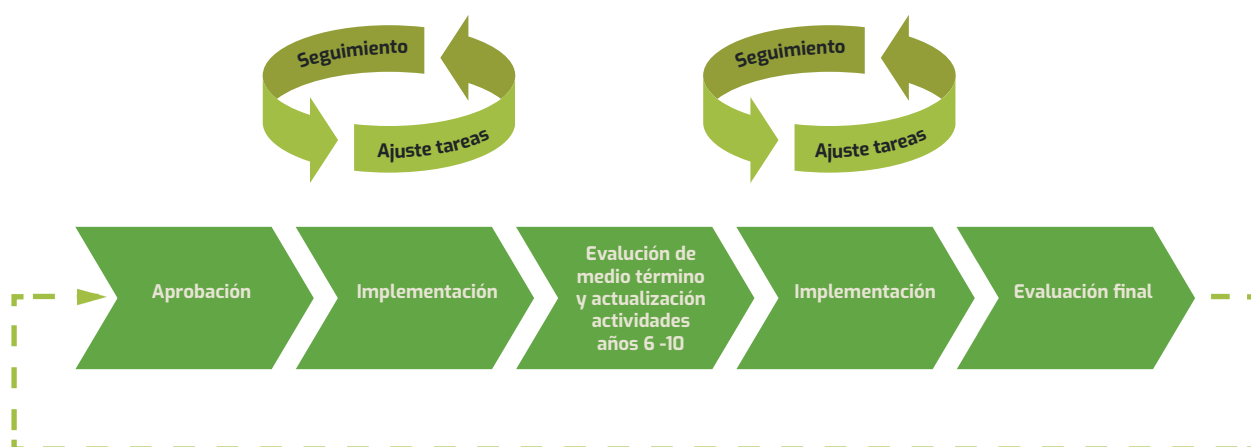 Seguimiento
Ajuste tareas
Seguimiento
Ajuste tareas
Aprobación
Implementación
Evalución de
medio término
y actualización
actividades
años 6 -10
Implementación
Evaluación final